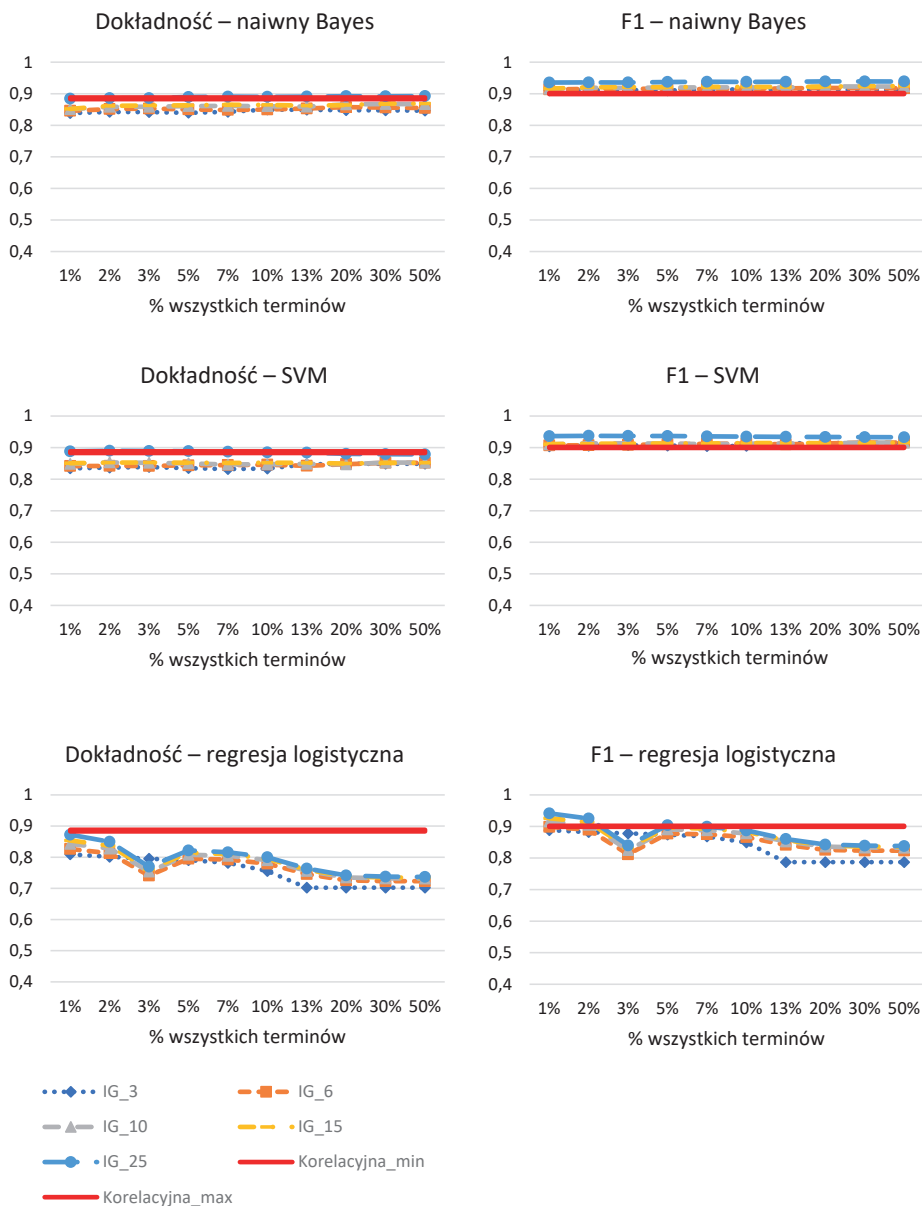 Dokładność – naiwny Bayes
1
0,9
0,8
0,7
0,6
0,5
0,4
1% 2% 3% 5% 7% 10% 13% 20% 30% 50%
% wszystkich terminów
F1 – naiwny Bayes
1
0,9
0,8
0,7
0,6
0,5
0,4
1% 2% 3% 5% 7% 10% 13% 20% 30% 50%
% wszystkich terminów
Dokładność – SVM
1
0,9
0,8
0,7
0,6
0,5
0,4
1% 2% 3% 5% 7% 10% 13% 20% 30% 50%
% wszystkich terminów
F1 – SVM
1
0,9
0,8
0,7
0,6
0,5
0,4
1% 2% 3% 5% 7% 10% 13% 20% 30% 50%
% wszystkich terminów
Dokładność – regresja logistyczna
1
0,9
0,8
0,7
0,6
0,5
0,4
1% 2% 3% 5% 7% 10% 13% 20% 30% 50%
% wszystkich terminów
F1 – regresja logistyczna
1
0,9
0,8
0,7
0,6
0,5
0,4
1% 2% 3% 5% 7% 10% 13% 20% 30% 50%
% wszystkich terminów
IG_3
IG_6
IG_10
IG_15
IG_25
Korelacyjna_min
Korelacyjna_max